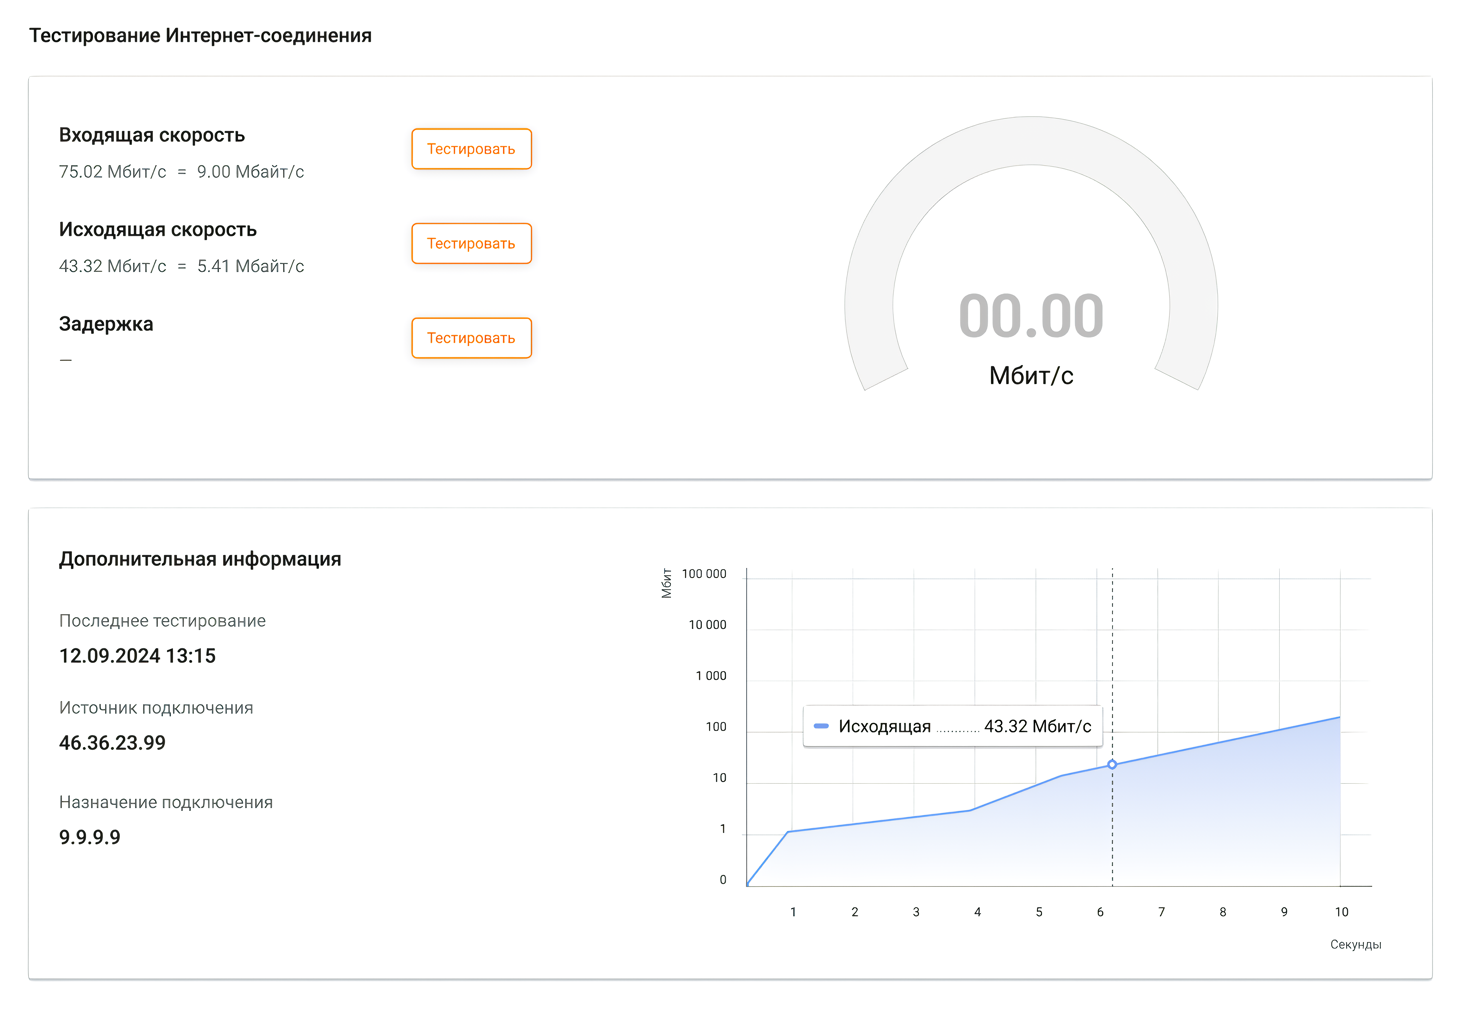 Тестирование Интернет-соединения
Входящая скорость
75.02 Мбит/с = 9.00 Мбайт/с
Тестировать
Исходящая скорость
43.32 Мбит/с = 5.41 Мбайт/с
Тестировать
Задержка
—
Тестировать
00.00
Мбит/с
Дополнительная информация
Последнее тестирование
12.09.2024 13:15
Источник подключения
46.36.23.99
Назначение подключения
9.9.9.9
Мбит
100 000
10 000
1 000
100
10
1
0
Исходящая ............ 43.32 Мбит/с
1 2 3 4 5 6 7 8 9 10
Секунды